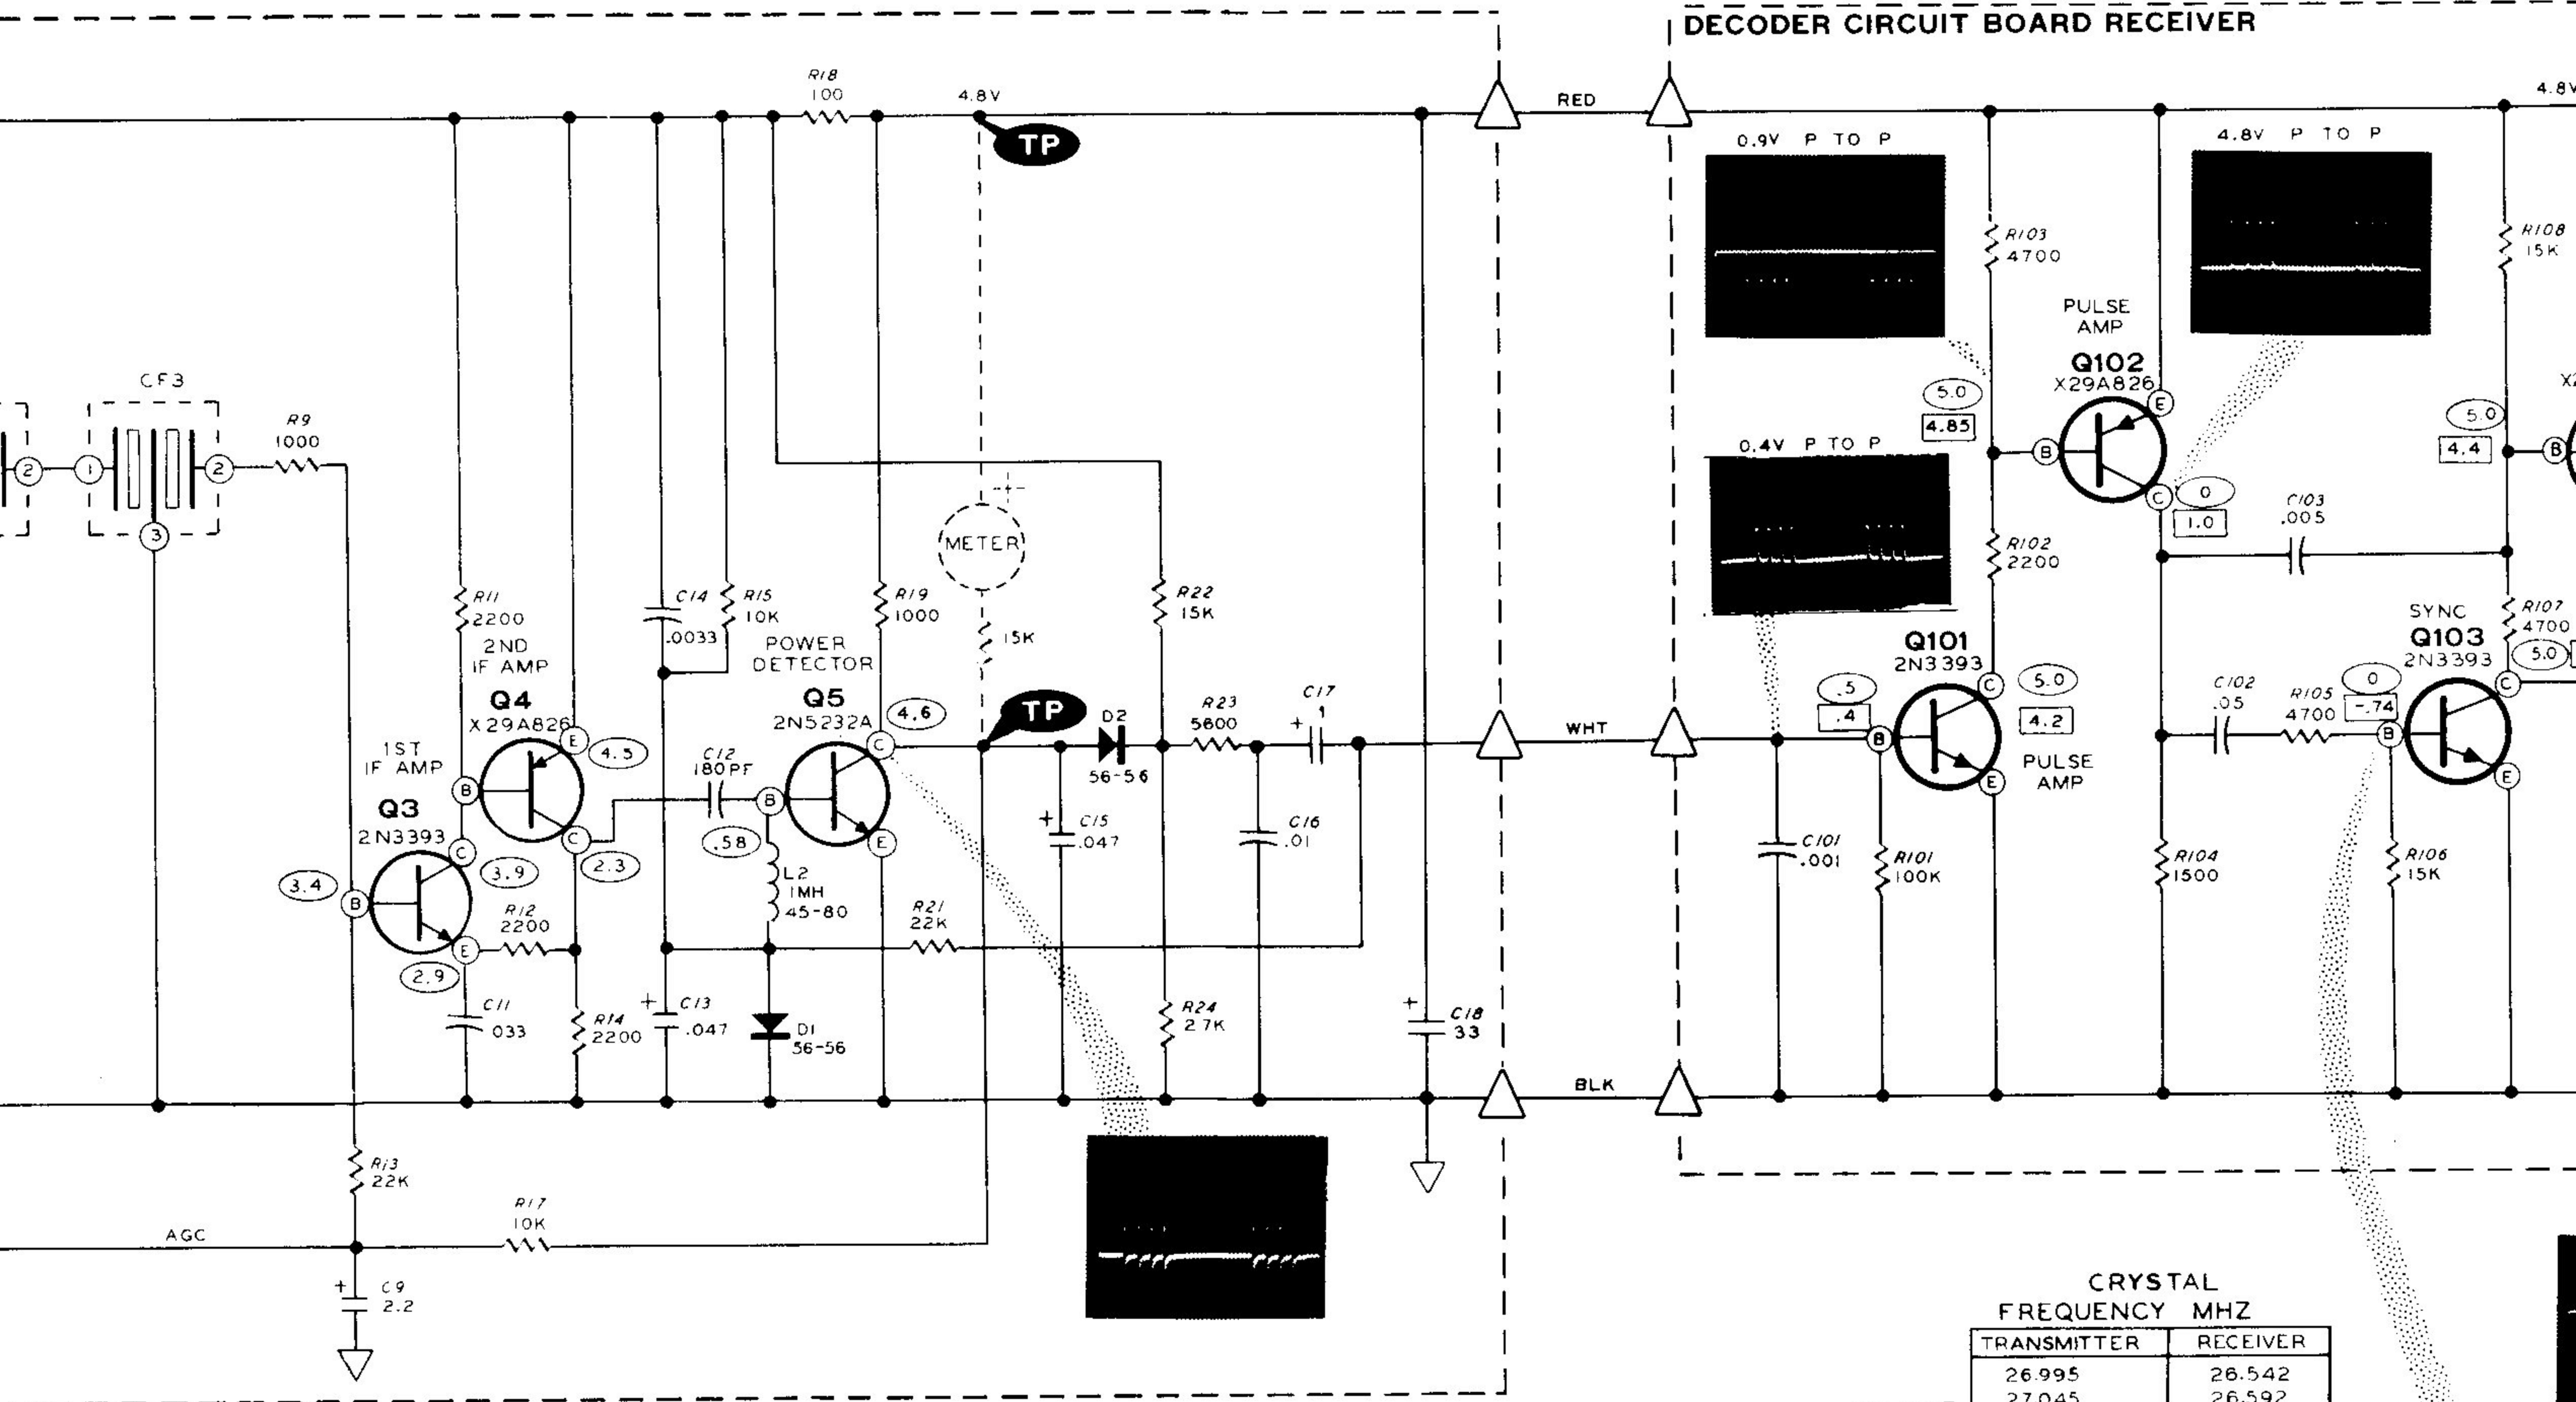 DECODER CIRCUIT BOARD RECEIVER
R18
100
4.8V
TP
RED
4.8V
0.9V P TO P
4.8V P TO P
R103
4700
R108
15K
PULSE
AMP
Q102
X29A826
E
B
C
5.0
4.85
0
1.0
5.0
4.4
B
CF3
2
1
2
3
R9
1000
0.4V P TO P
C103
.005
R102
2200
METER
+
15K
R11
2200
C14
.0033
R15
10K
R19
1000
R22
15K
2ND
IF AMP
Q4
X29A826
E
B
C
4.5
2.3
POWER
DETECTOR
Q5
2N5232A
C
B
E
4.6
.58
TP
D2
56-56
R23
5600
C17
+
WHT
Q101
2N3393
C
B
E
.5
.4
5.0
4.2
PULSE
AMP
SYNC
Q103
2N3393
C
B
E
0
-.74
5.0
R107
4700
C102
.05
R105
4700
1ST
IF AMP
Q3
2N3393
C
B
E
3.4
3.9
2.9
C12
180PF
L2
1MH
45-80
+
C15
.047
C16
.01
C101
.001
R101
100K
R104
1500
R106
15K
R12
2200
R21
22K
C11
033
R14
2200
+
C13
.047
D1
56-56
R24
2.7K
+
C18
33
BLK
R13
22K
R17
10K
AGC
+
C9
2.2
CRYSTAL
FREQUENCY MHZ
TRANSMITTER RECEIVER
26.995 26.542
27.045 26.592